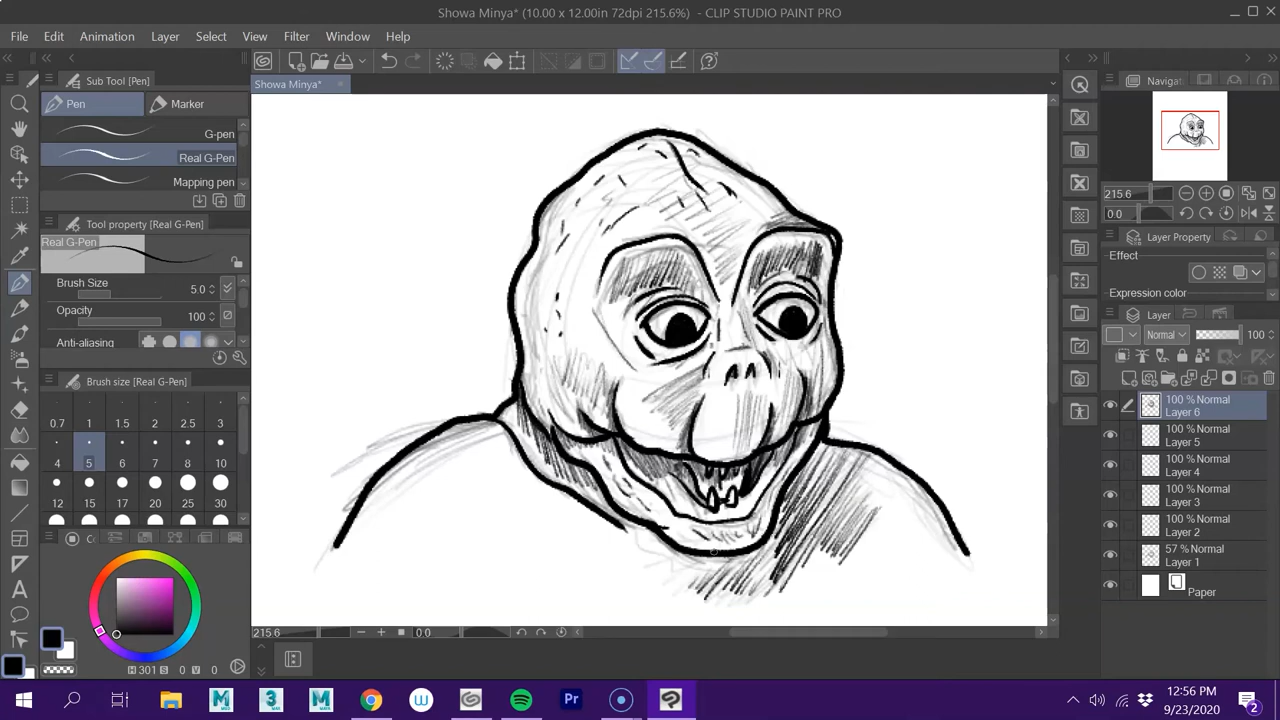 Showa Minya* (10.00 x 12.00in 72dpi 215.6%) - CLIP STUDIO PAINT PRO
File Edit Animation Layer Select View Filter Window Help
Sub Tool [Pen]
Showa Minya*
Navigat
Pen Marker
G-pen
Real G-Pen
Mapping pen
215.6
0.0
Tool property [Real G-Pen]
Layer Property
Real G-Pen
Effect
Brush Size 5.0
Expression color
Opacity 100
Layer
Anti-aliasing
Normal 100
Brush size [Real G-Pen]
0.7 1 1.5 2 2.5 3
4 5 6 7 8 10
12 15 17 20 25 30
100 % Normal
Layer 6
100 % Normal
Layer 5
100 % Normal
Layer 4
100 % Normal
Layer 3
100 % Normal
Layer 2
57 % Normal
Layer 1
Paper
215.6 0.0
H 301 S 0 V 0
Pr
12:56 PM
9/23/2020
2